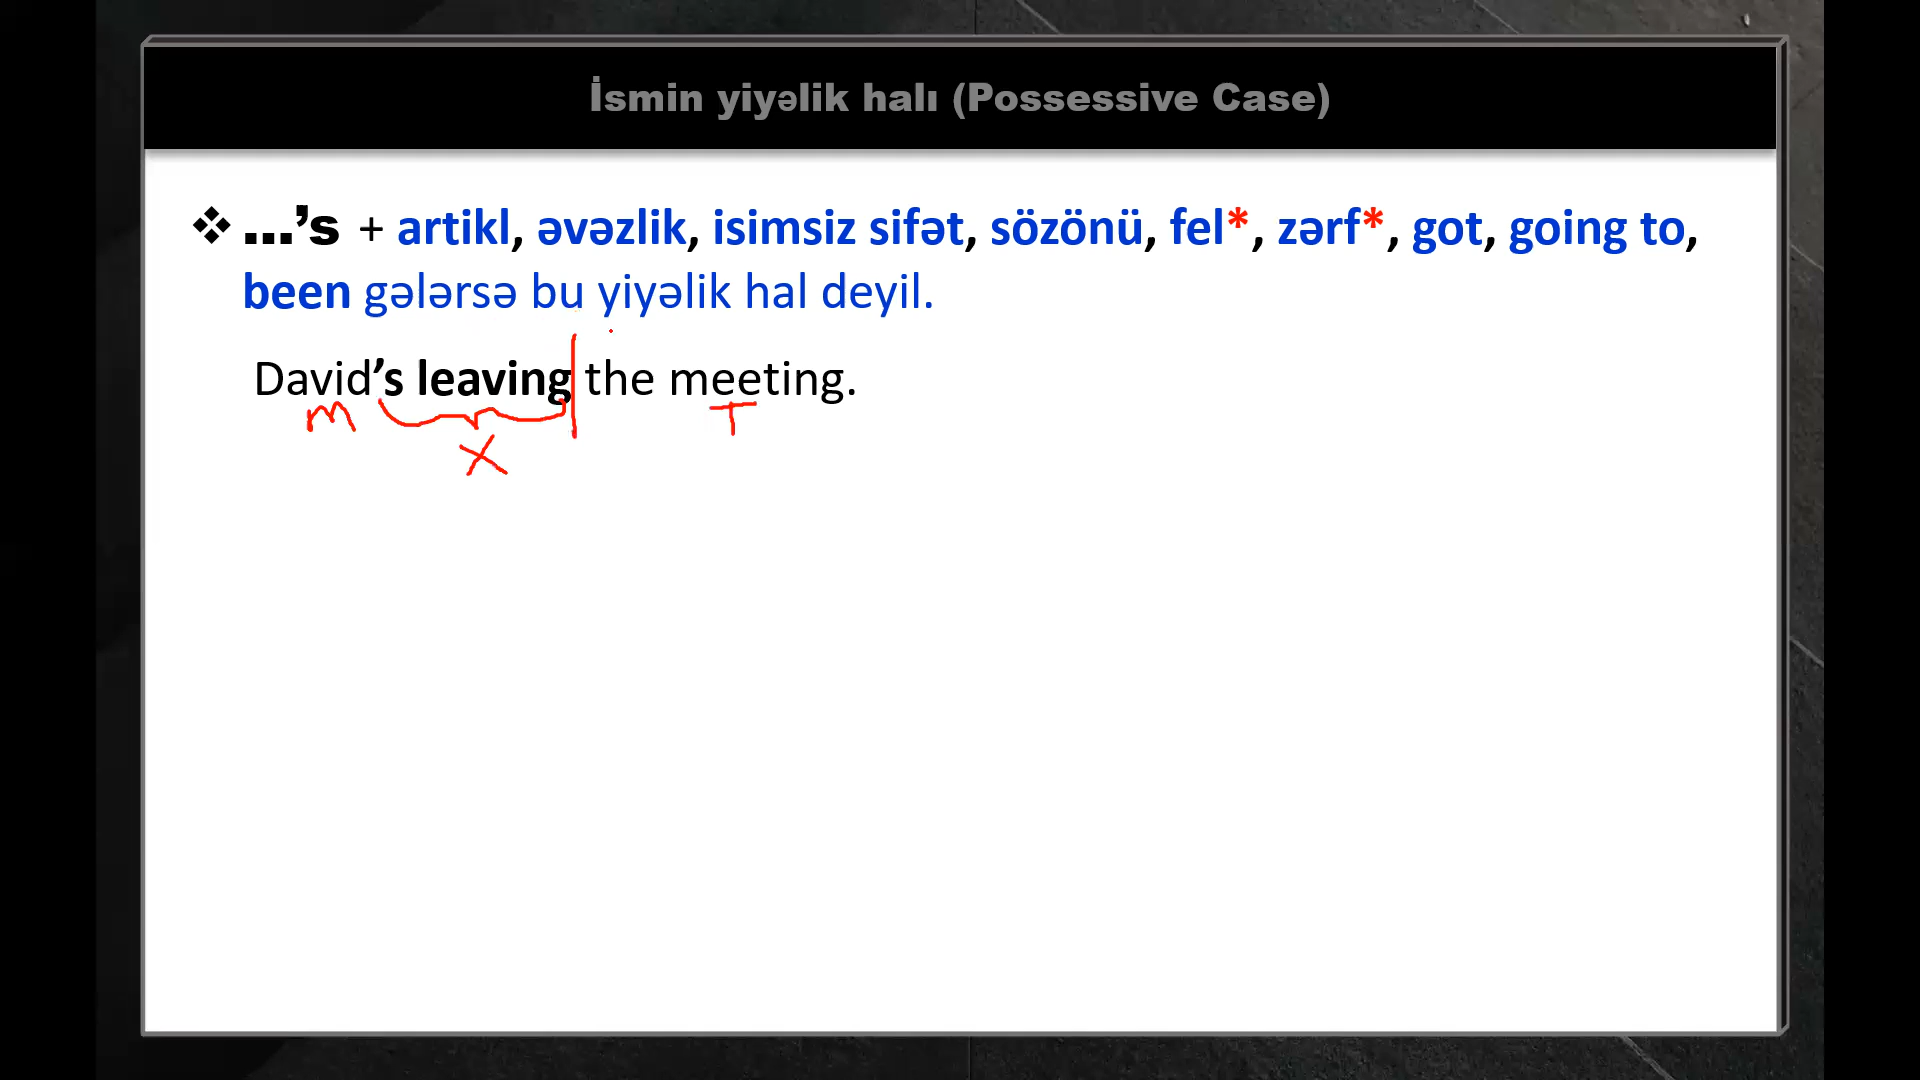 İsmin yiyəlik halı (Possessive Case)
❖ ...’s + artikl, əvəzlik, isimsiz sifət, sözönü, fel*, zərf*, got, going to,
been gələrsə bu yiyəlik hal deyil.
David’s leaving the meeting.
m T
X